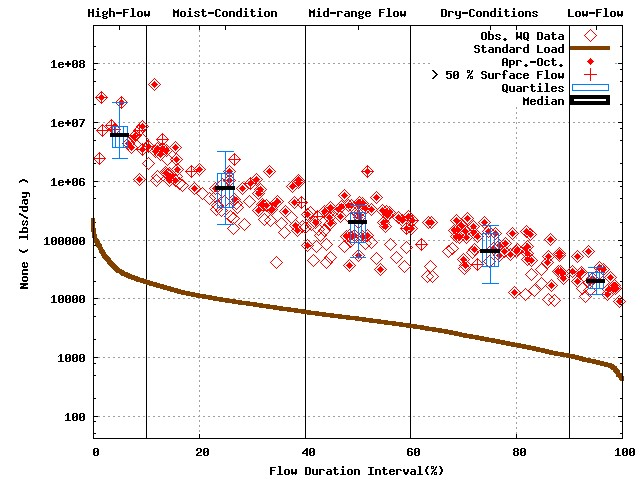 High-Flow Moist-Condition Mid-range Flow Dry-Conditions Low-Flow
Obs. WQ Data
Standard Load
Apr.-Oct.
> 50 % Surface Flow
Quartiles
Median
1e+08
1e+07
1e+06
100000
10000
1000
100
None ( lbs/day )
0 20 40 60 80 100
Flow Duration Interval(%)